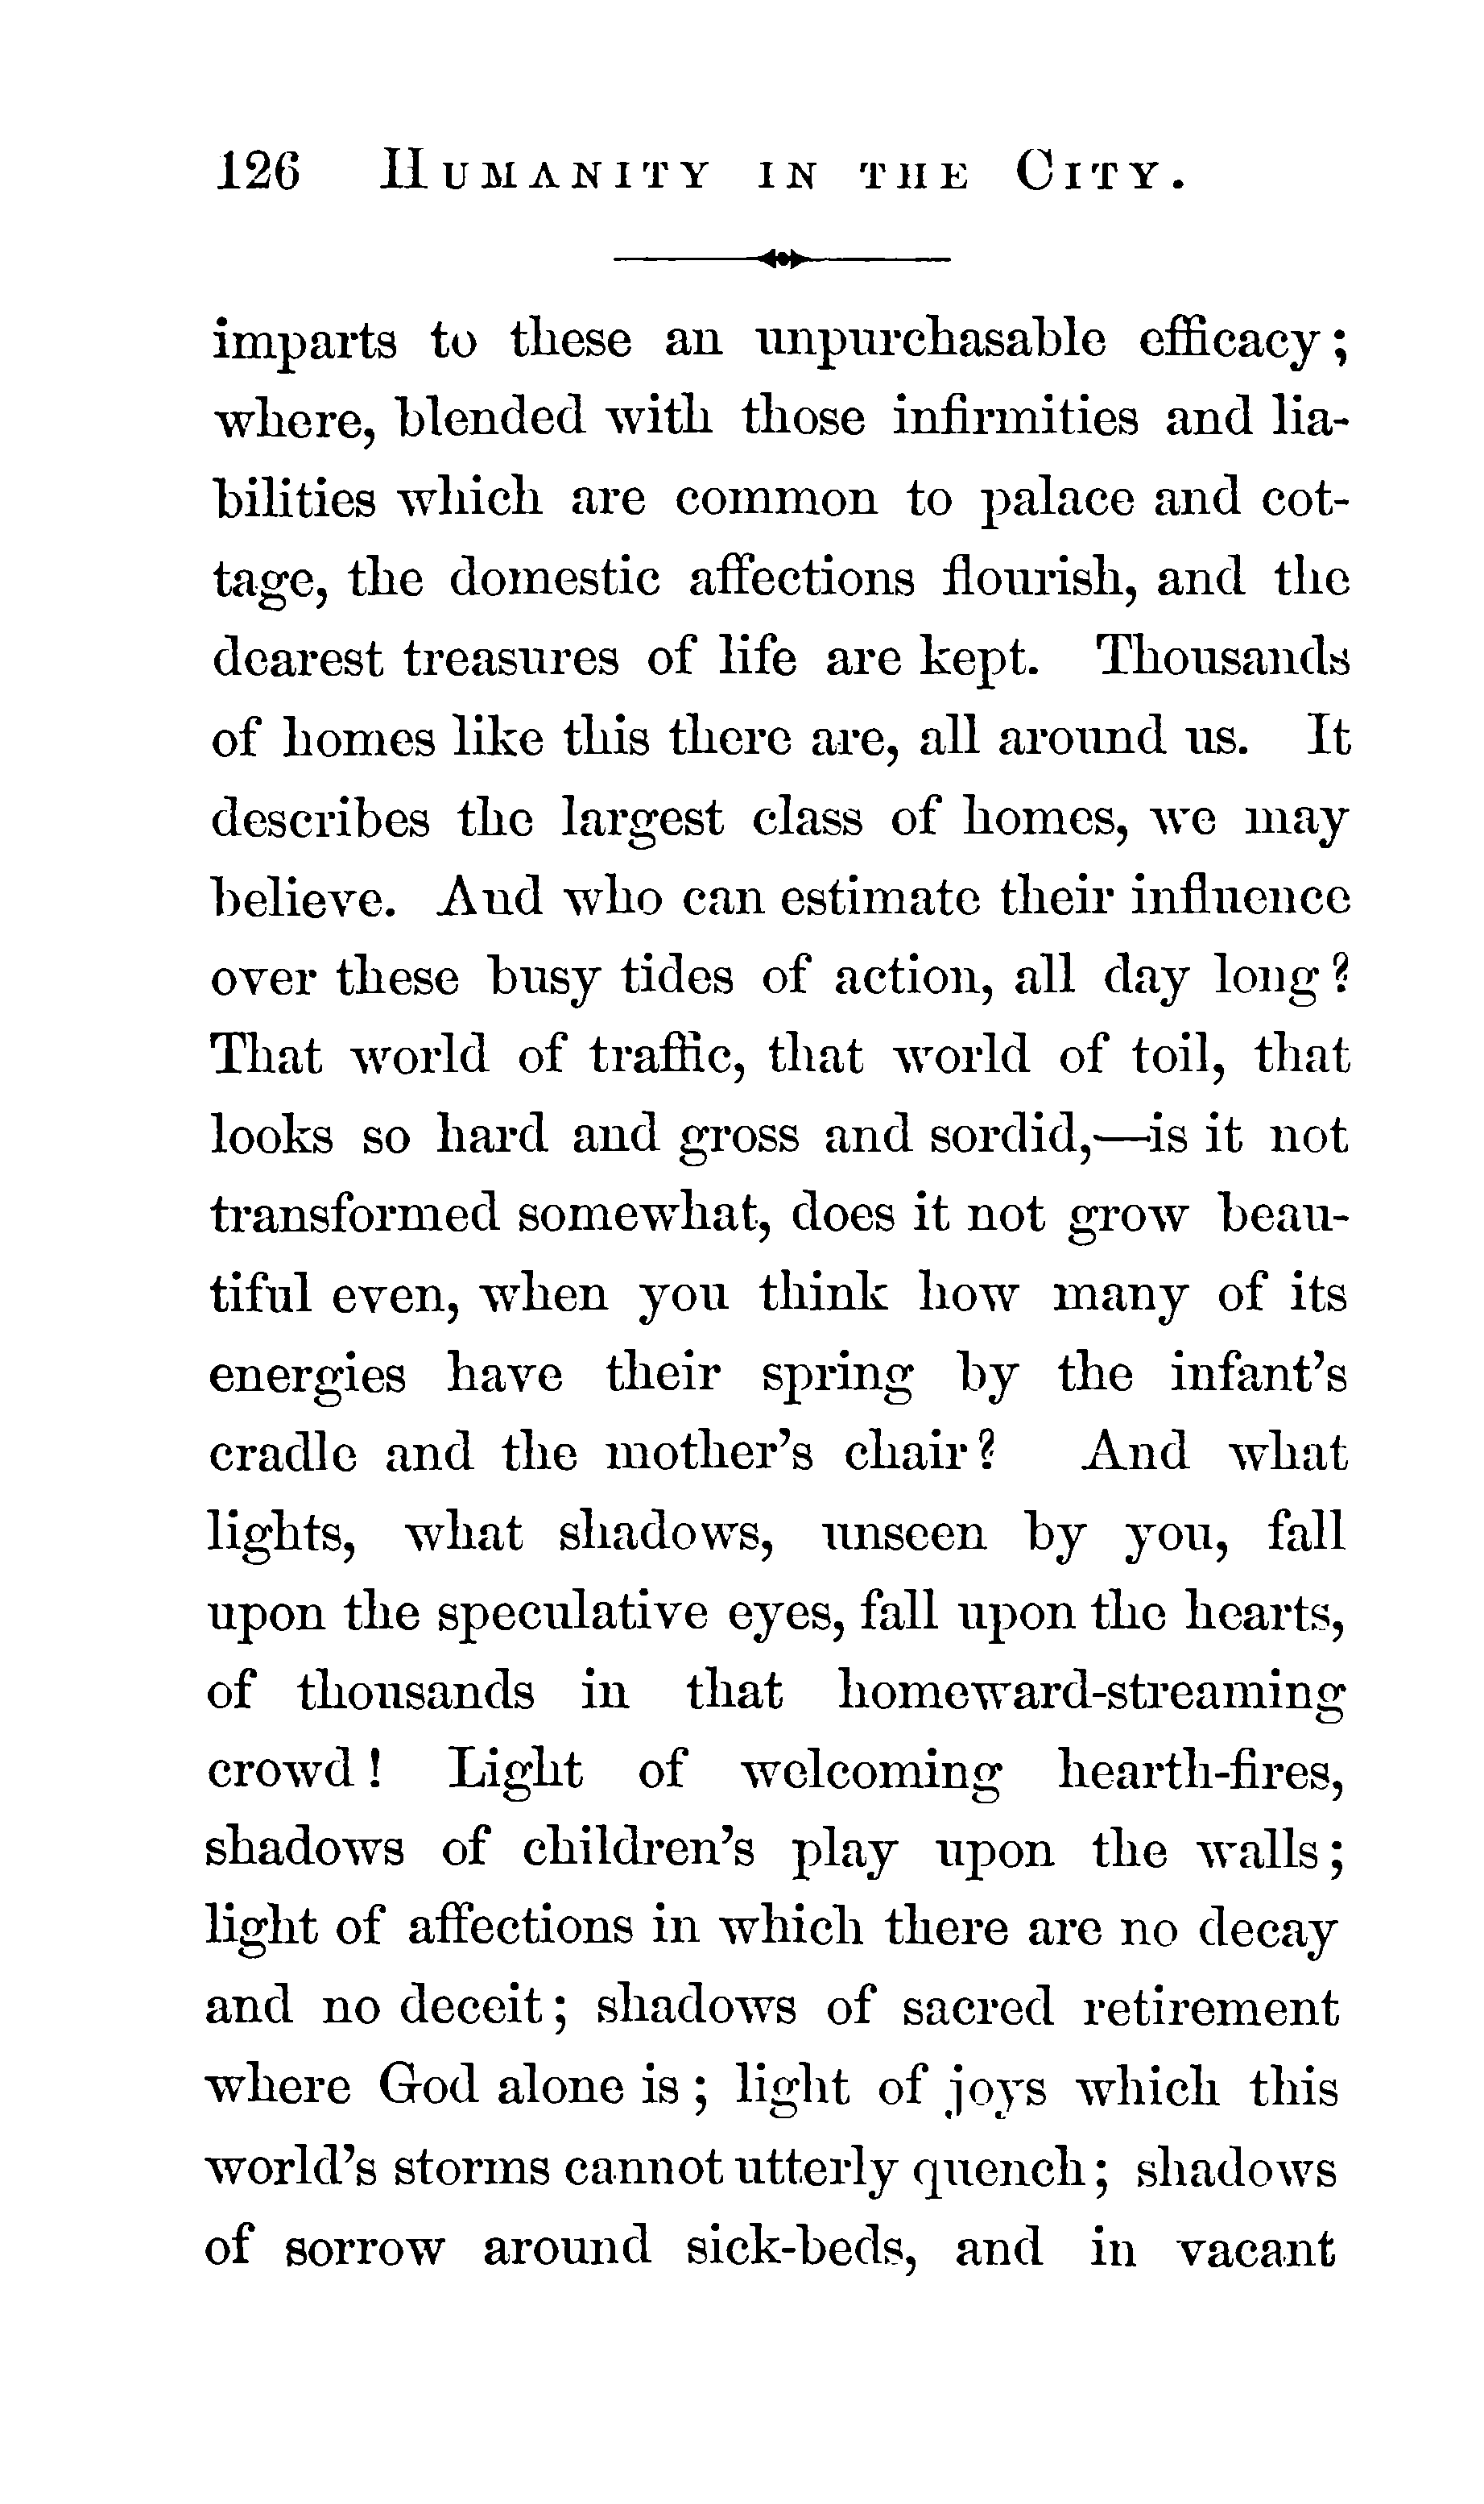 126 Humanity in the City.
imparts to these an unpurchasable efficacy;
where, blended with those infirmities and lia-
bilities which are common to palace and cot-
tage, the domestic affections flourish, and the
dearest treasures of life are kept. Thousands
of homes like this there are, all around us. It
describes the largest class of homes, we may
believe. And who can estimate their influence
over these busy tides of action, all day long?
That world of traffic, that world of toil, that
looks so hard and gross and sordid,—is it not
transformed somewhat, does it not grow beau-
tiful even, when you think how many of its
energies have their spring by the infant's
cradle and the mother's chair? And what
lights, what shadows, unseen by you, fall
upon the speculative eyes, fall upon the hearts,
of thousands in that homeward-streaming
crowd! Light of welcoming hearth-fires,
shadows of children's play upon the walls;
light of affections in which there are no decay
and no deceit; shadows of sacred retirement
where God alone is; light of joys which this
world's storms cannot utterly quench; shadows
of sorrow around sick-beds, and in vacant